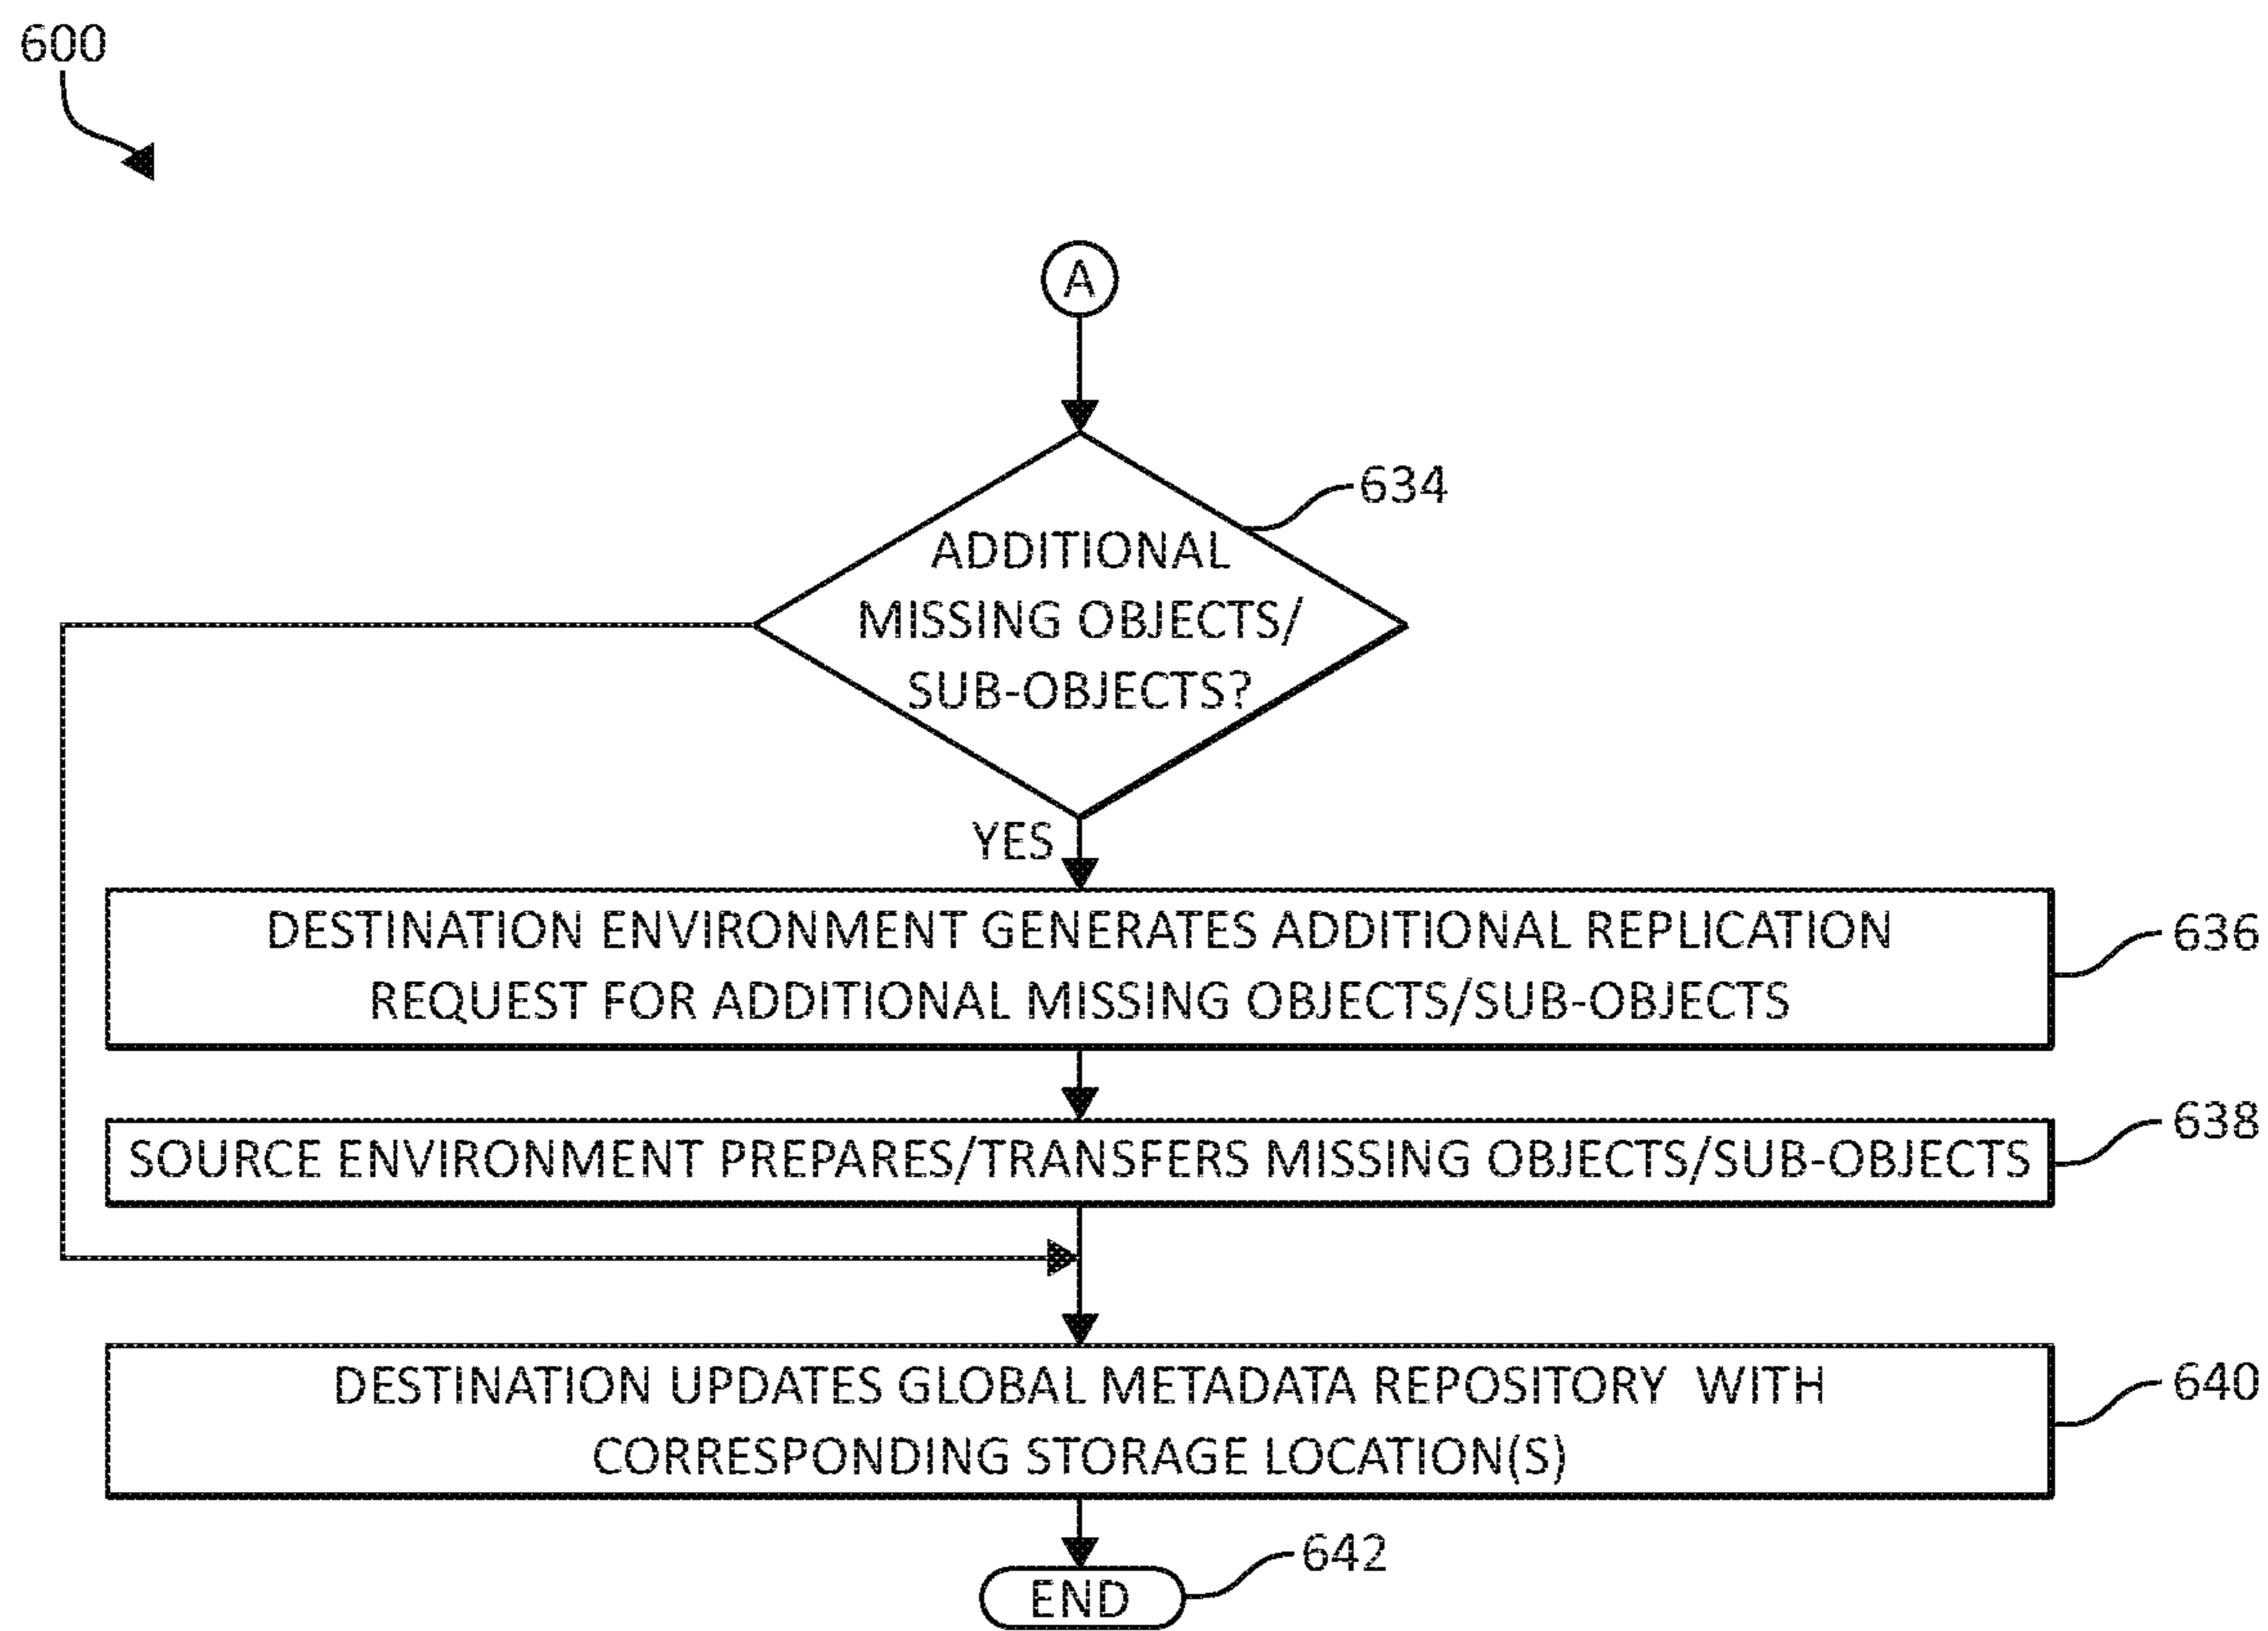 600
A
634
ADDITIONAL
MISSING OBJECTS/
SUB-OBJECTS?
YES
DESTINATION ENVIRONMENT GENERATES ADDITIONAL REPLICATION
REQUEST FOR ADDITIONAL MISSING OBJECTS/SUB-OBJECTS
636
SOURCE ENVIRONMENT PREPARES/TRANSFERS MISSING OBJECTS/SUB-OBJECTS
638
DESTINATION UPDATES GLOBAL METADATA REPOSITORY WITH
CORRESPONDING STORAGE LOCATION(S)
640
END
642